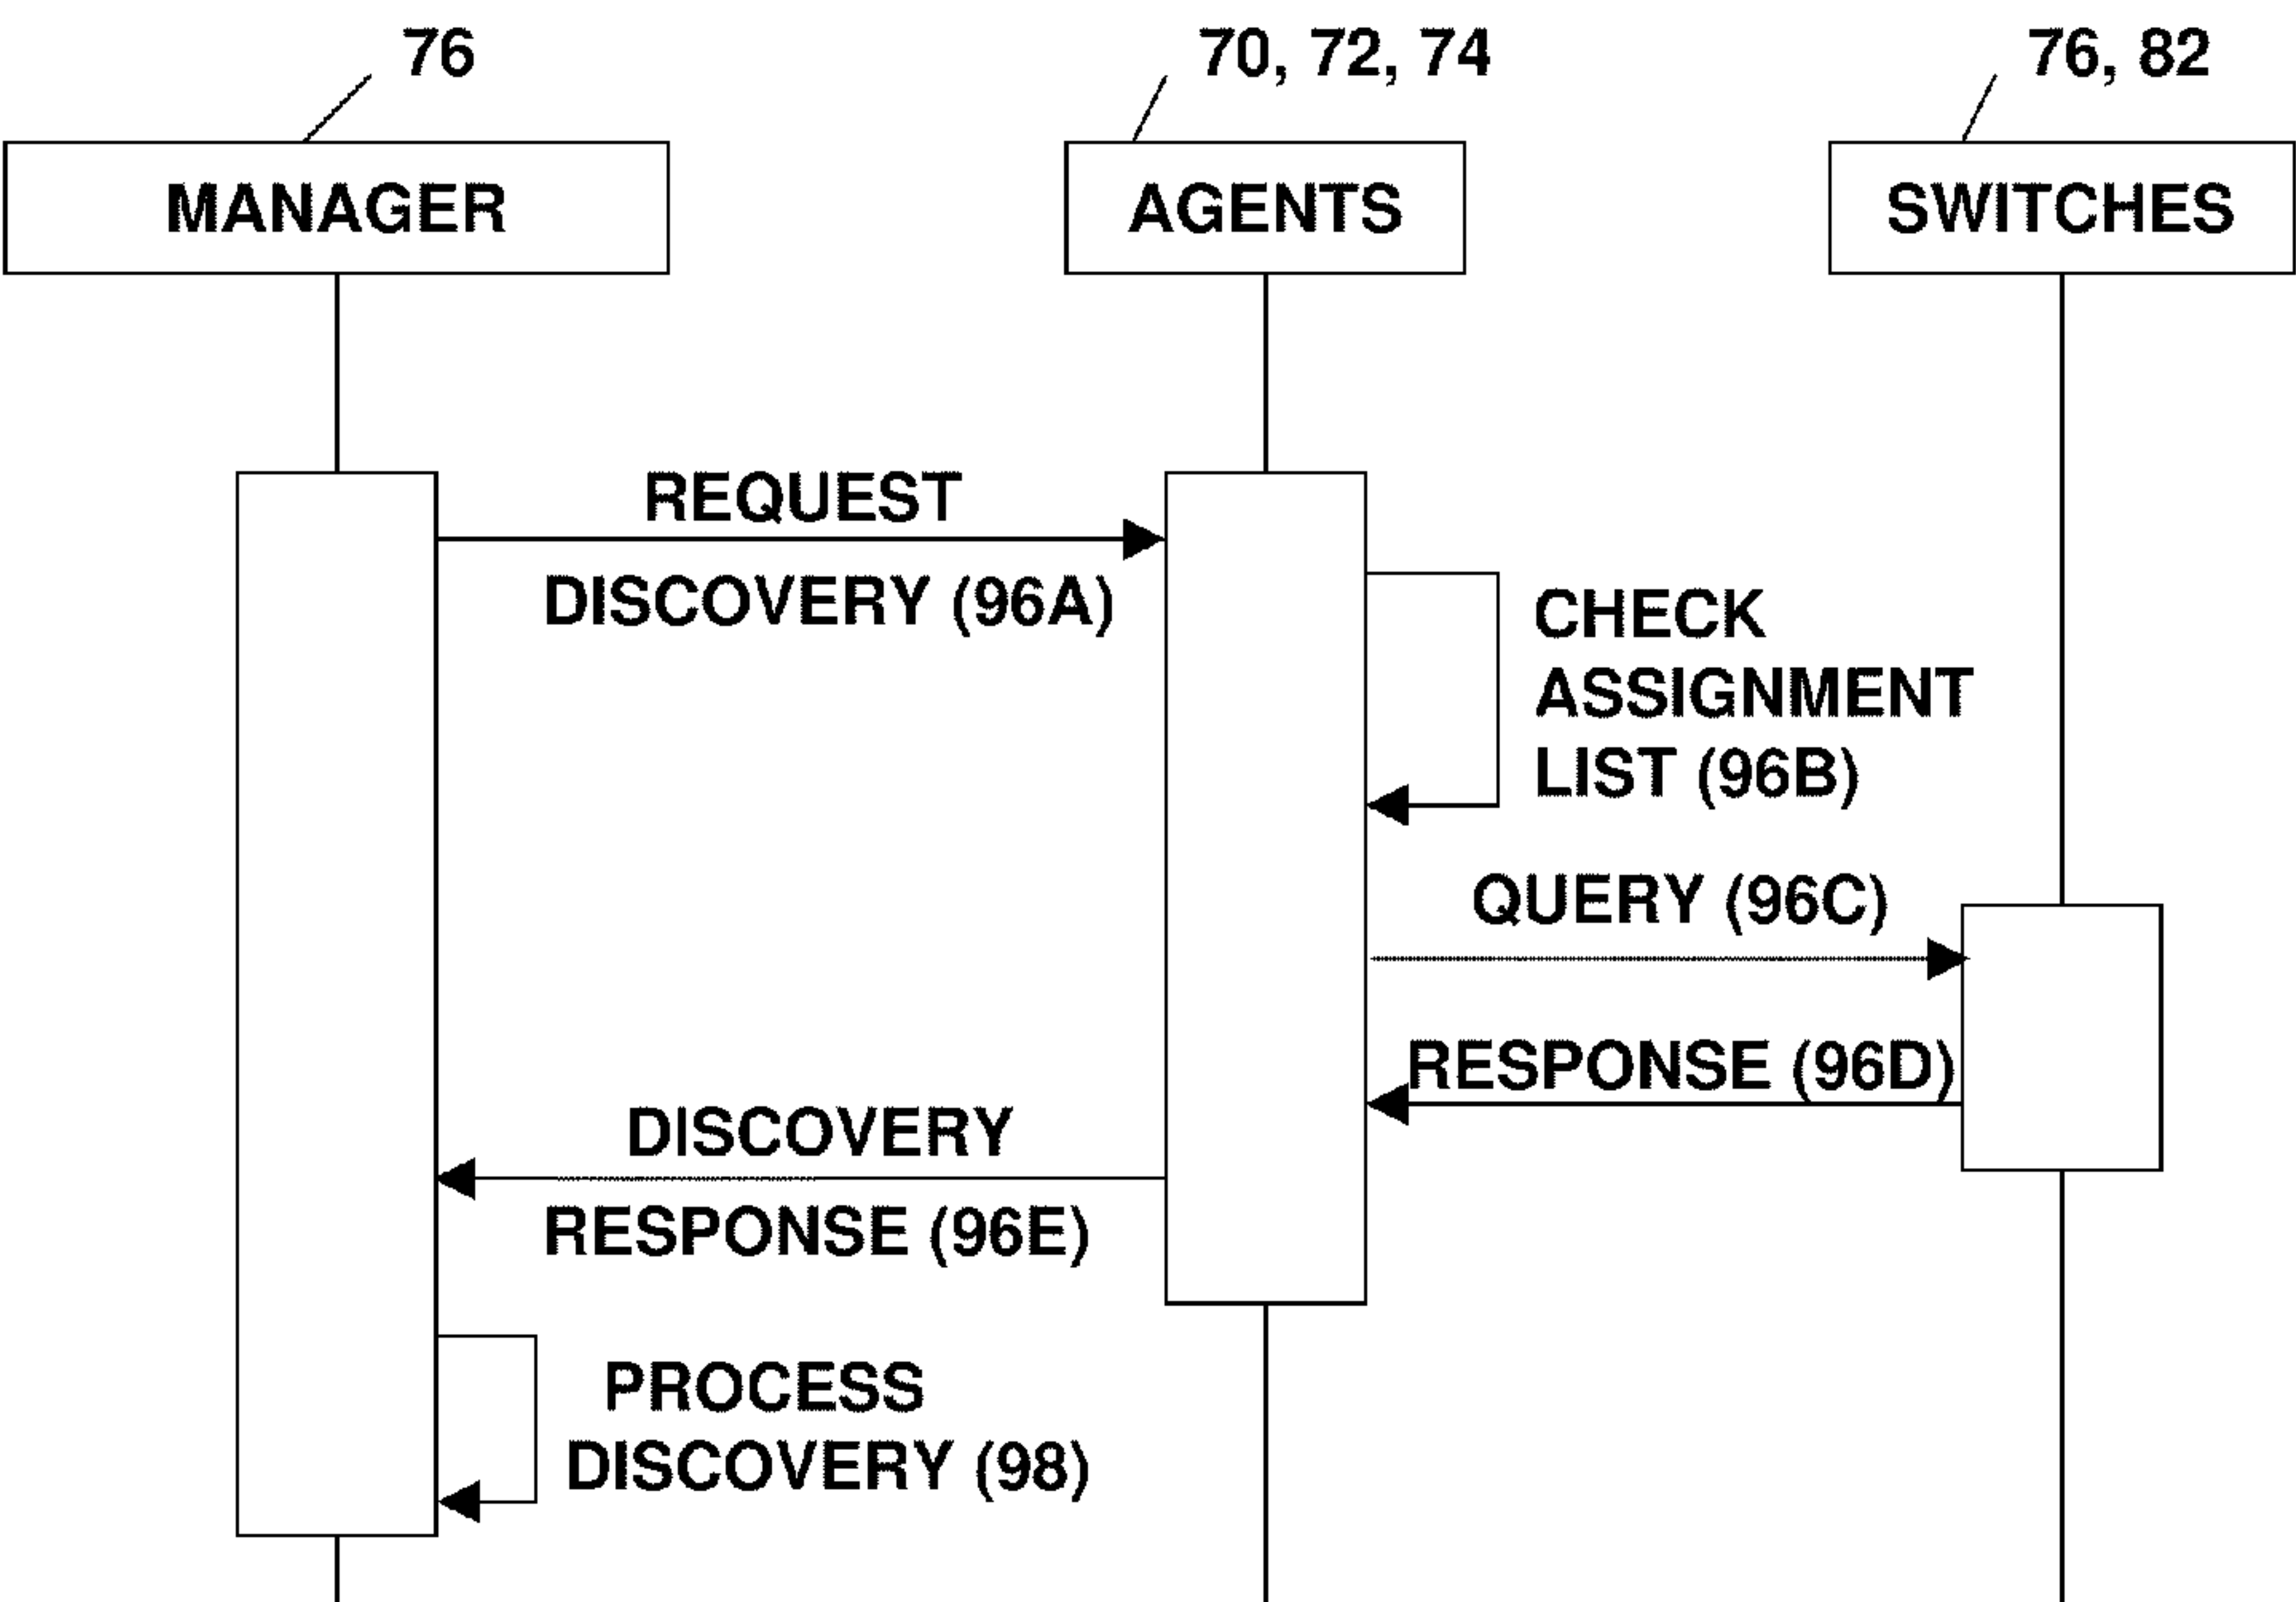 76
70, 72, 74
76, 82
MANAGER
AGENTS
SWITCHES
REQUEST
DISCOVERY (96A)
CHECK
ASSIGNMENT
LIST (96B)
QUERY (96C)
RESPONSE (96D)
DISCOVERY
RESPONSE (96E)
PROCESS
DISCOVERY (98)